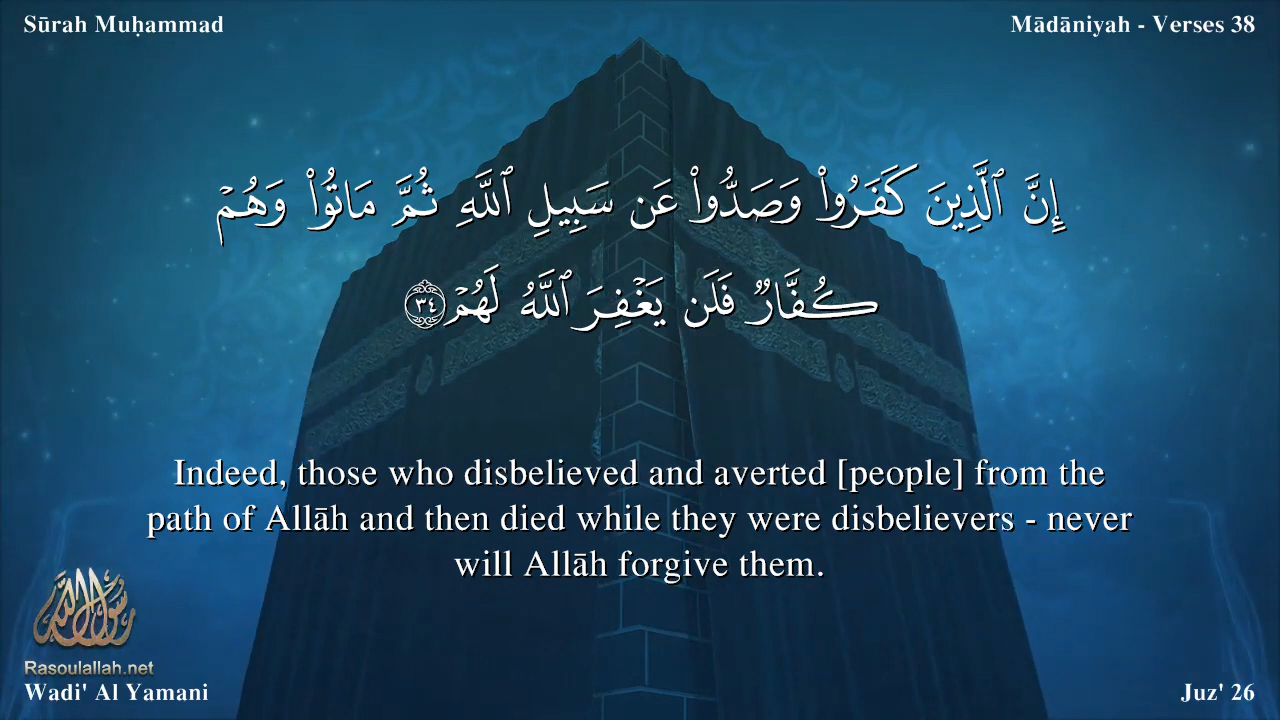 Sūrah Muḥammad
Mādāniyah - Verses 38
إِنَّ ٱلَّذِينَ كَفَرُوا۟ وَصَدُّوا۟ عَن سَبِيلِ ٱللَّهِ ثُمَّ مَاتُوا۟ وَهُمْ
كُفَّارٌ فَلَن يَغْفِرَ ٱللَّهُ لَهُمْ ٣٤
Indeed, those who disbelieved and averted [people] from the
path of Allāh and then died while they were disbelievers - never
will Allāh forgive them.
رسول الله
Rasoulallah.net
Wadi' Al Yamani
Juz' 26